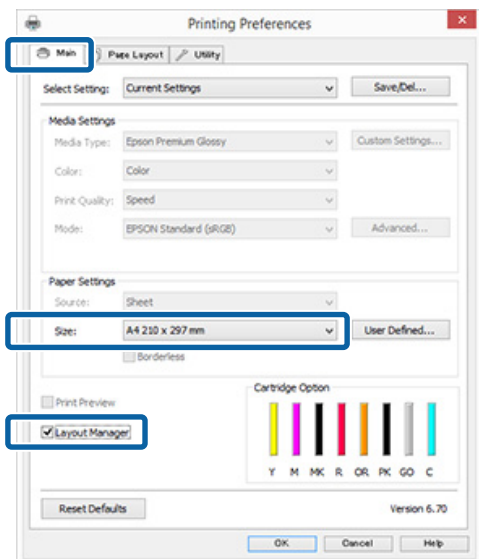 Printing Preferences
Main Page Layout Utility
Select Setting: Current Settings Save/Del...
Media Settings
Media Type: Epson Premium Glossy Custom Settings...
Color: Color
Print Quality: Speed
Mode: EPSON Standard (sRGB) Advanced...
Paper Settings
Source: Sheet
Size: A4 210 x 297 mm User Defined...
Borderless
Print Preview
Layout Manager
Cartridge Option
Y M MK R OR PK GO C
Reset Defaults Version 6.70
OK Cancel Help